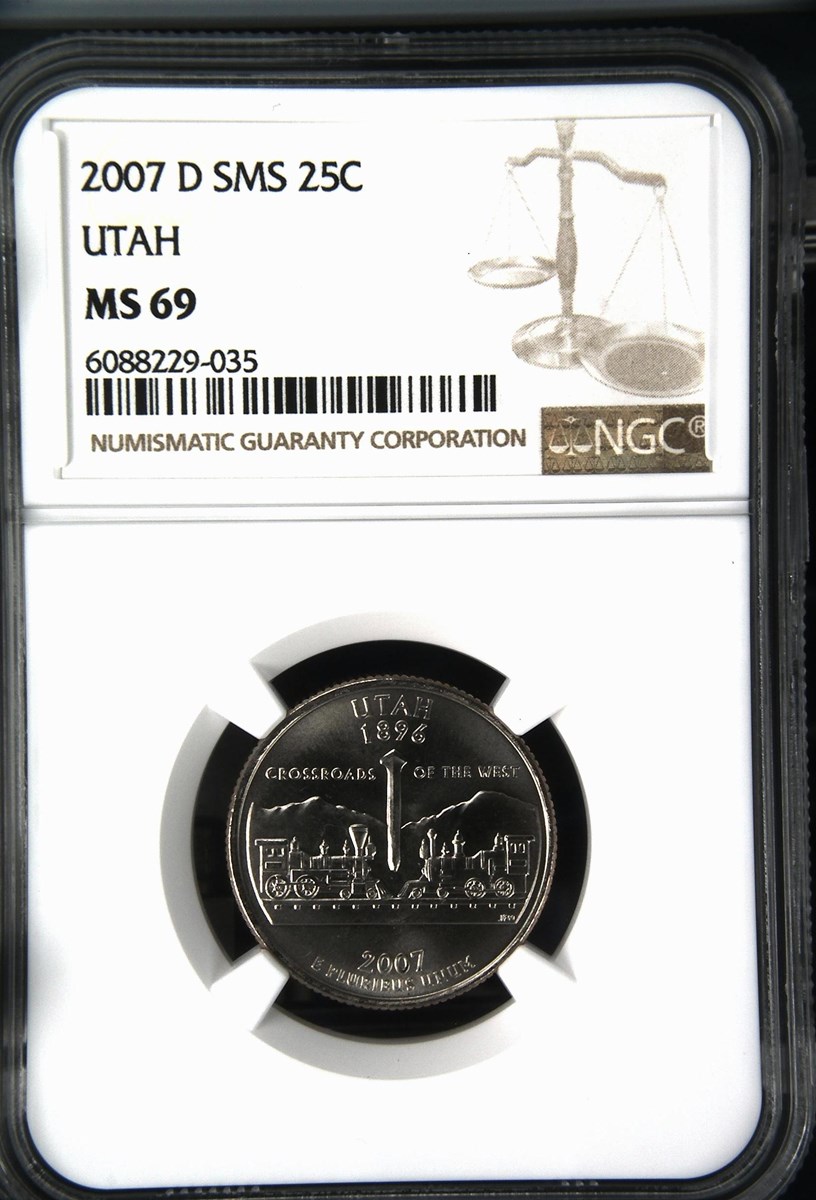 2007 D SMS 25C
UTAH
MS 69
6088229-035
NUMISMATIC GUARANTY CORPORATION
NGC®
UTAH
1896
CROSSROADS OF THE WEST
2007
E PLURIBUS UNUM